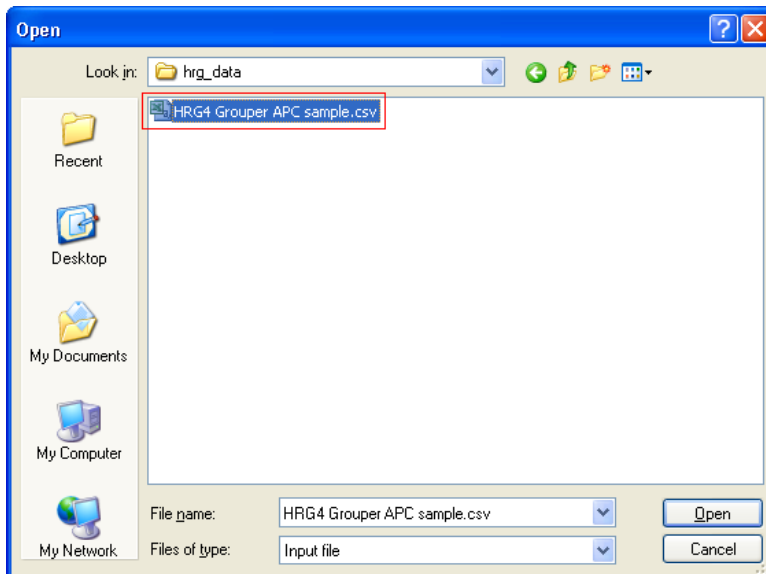 Open
Look in: hrg_data
HRG4 Grouper APC sample.csv
Recent
Desktop
My Documents
My Computer
My Network
File name: HRG4 Grouper APC sample.csv Open
Files of type: Input file Cancel